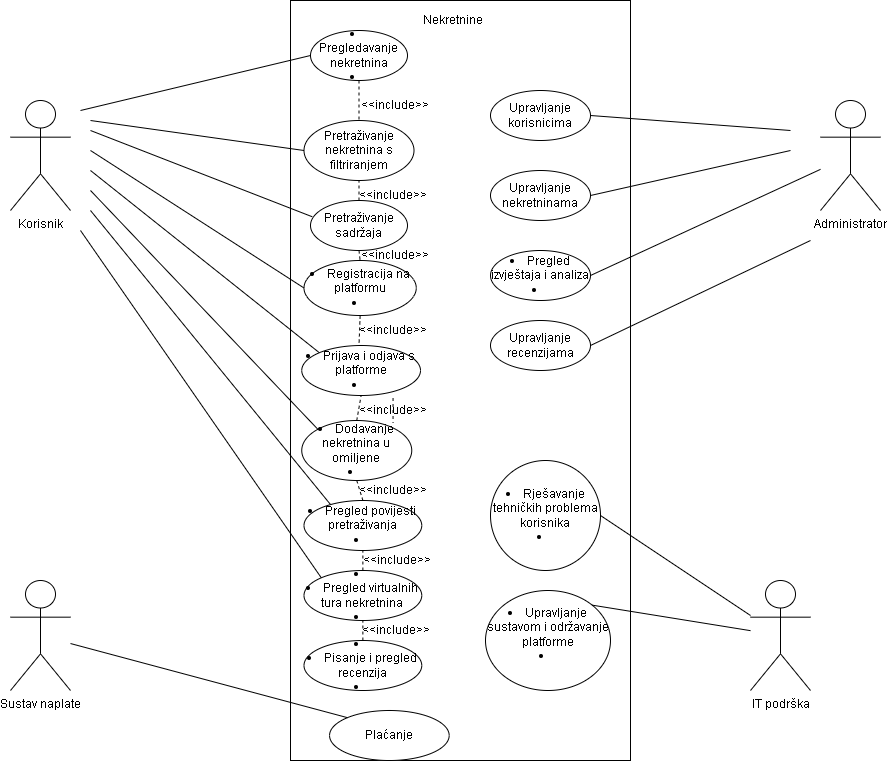 Nekretnine
Pregledavanje
nekretnina
<<include>>
Pretraživanje
nekretnina s
filtriranjem
<<include>>
Pretraživanje
sadržaja
<<include>>
Registracija na
platformu
<<include>>
Prijava i odjava s
platforme
<<include>>
Dodavanje
nekretnina u
omiljene
<<include>>
Pregled povijesti
pretraživanja
<<include>>
Pregled virtualnih
tura nekretnina
<<include>>
Pisanje i pregled
recenzija
Plaćanje
Upravljanje
korisnicima
Upravljanje
nekretninama
Pregled
izvještaja i analiza
Upravljanje
recenzijama
Rješavanje
tehničkih problema
korisnika
Upravljanje
sustavom i održavanje
platforme
Korisnik
Sustav naplate
Administrator
IT podrška